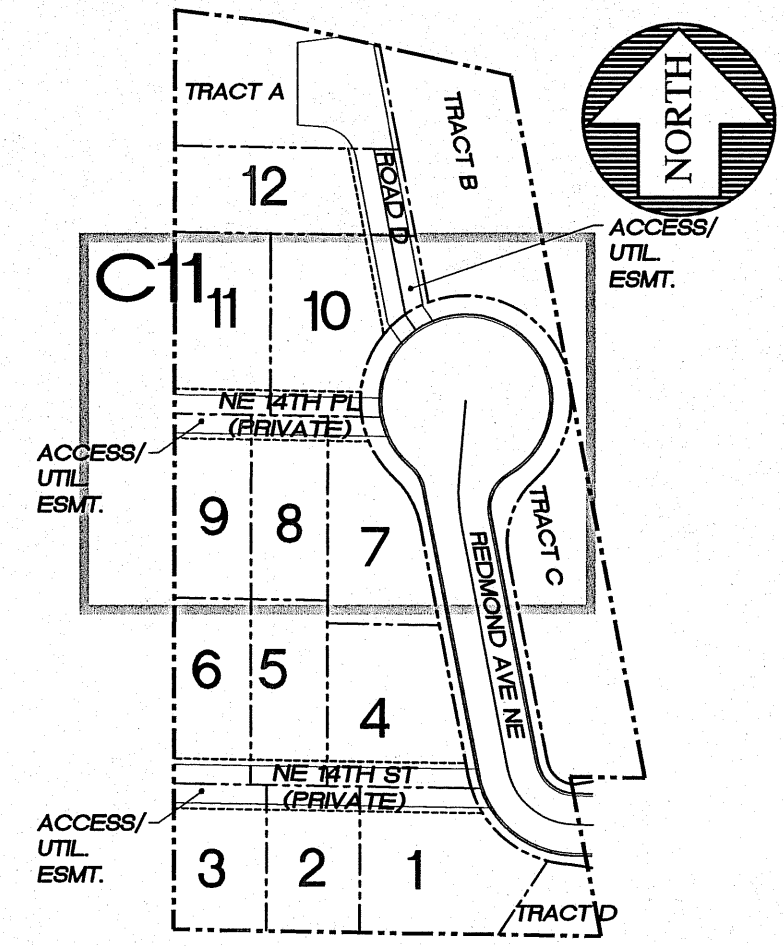 TRACT A
TRACT B
NORTH
12
ROAD D
ACCESS/
UTIL.
ESMT.
C11
11
10
NE 14TH PL
(PRIVATE)
ACCESS/
UTIL
ESMT.
9
8
7
TRACT C
REDMOND AVE NE
6
5
4
NE 14TH ST
(PRIVATE)
ACCESS/
UTIL.
ESMT.
3
2
1
TRACT D